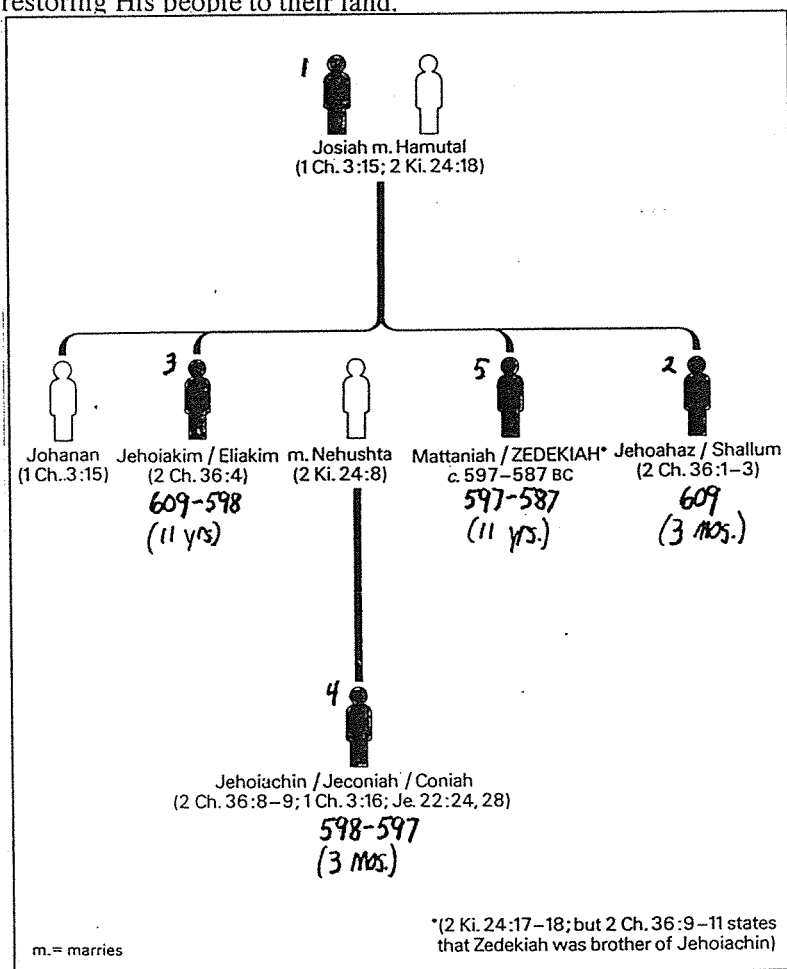 restoring His people to their land.
1
Josiah m. Hamutal
(1 Ch. 3:15; 2 Ki. 24:18)
3
5
2
Johanan
(1 Ch. 3:15)
Jehoiakim / Eliakim
(2 Ch. 36:4)
609-598
(11 yrs)
m. Nehushta
(2 Ki. 24:8)
Mattaniah / ZEDEKIAH*
c. 597–587 BC
597-587
(11 yrs.)
Jehoahaz / Shallum
(2 Ch. 36:1–3)
609
(3 mos.)
4
Jehoiachin / Jeconiah / Coniah
(2 Ch. 36:8–9; 1 Ch. 3:16; Je. 22:24, 28)
598-597
(3 mos.)
m.= marries
*(2 Ki. 24:17–18; but 2 Ch. 36:9–11 states
that Zedekiah was brother of Jehoiachin)